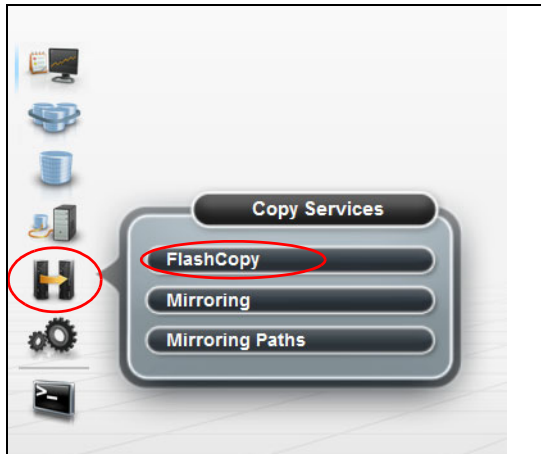 Copy Services
FlashCopy
Mirroring
Mirroring Paths
>_